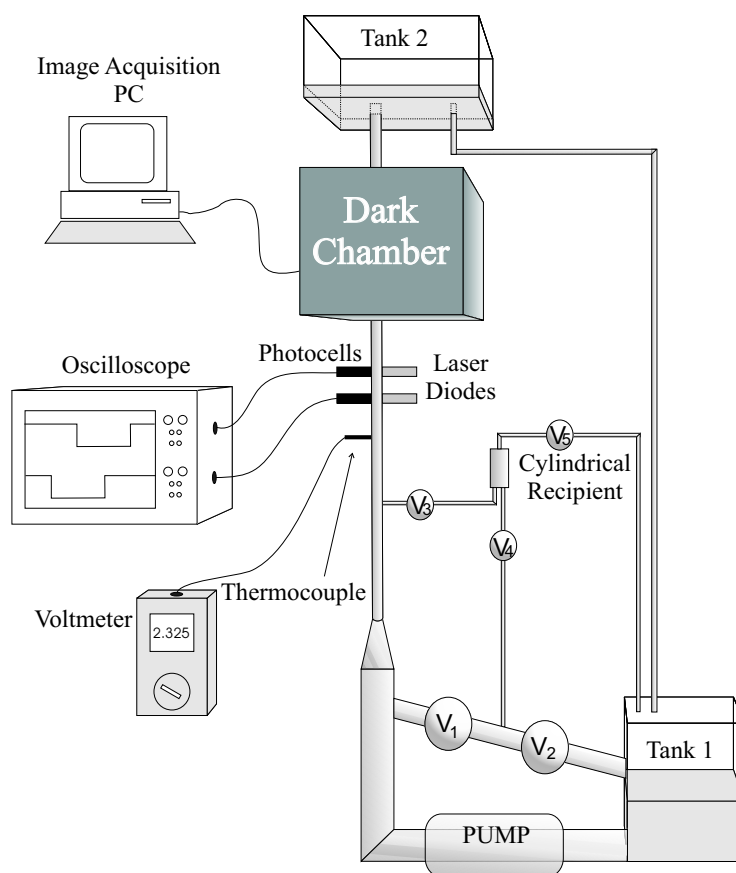 Tank 2
Image Acquisition
PC
Dark
Chamber
Photocells
Laser
Diodes
Oscilloscope
V5
Cylindrical
Recipient
V3
V4
Thermocouple
Voltmeter
2.325
V1
V2
Tank 1
PUMP